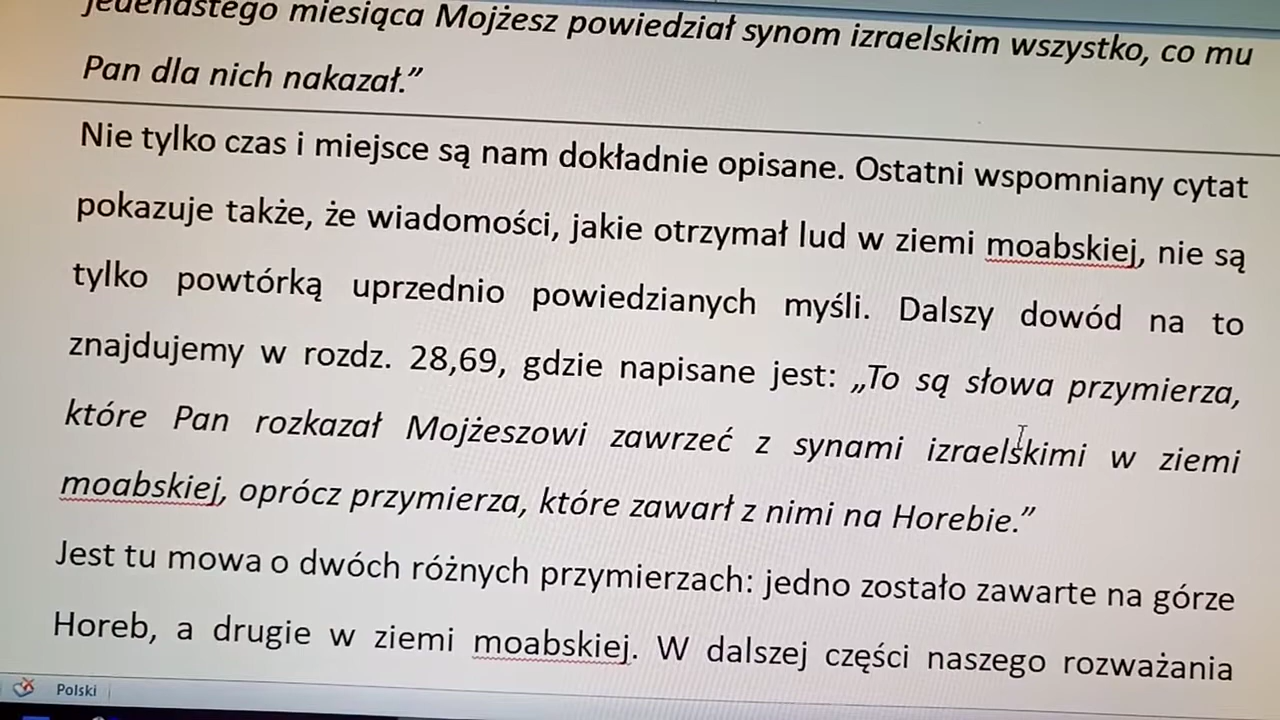 jedenastego miesiąca Mojżesz powiedział synom izraelskim wszystko, co mu
Pan dla nich nakazał.”
Nie tylko czas i miejsce są nam dokładnie opisane. Ostatni wspomniany cytat
pokazuje także, że wiadomości, jakie otrzymał lud w ziemi moabskiej, nie są
tylko powtórką uprzednio powiedzianych myśli. Dalszy dowód na to
znajdujemy w rozdz. 28,69, gdzie napisane jest: „To są słowa przymierza,
które Pan rozkazał Mojżeszowi zawrzeć z synami izraelskimi w ziemi
moabskiej, oprócz przymierza, które zawarł z nimi na Horebie.”
Jest tu mowa o dwóch różnych przymierzach: jedno zostało zawarte na górze
Horeb, a drugie w ziemi moabskiej. W dalszej części naszego rozważania
Polski